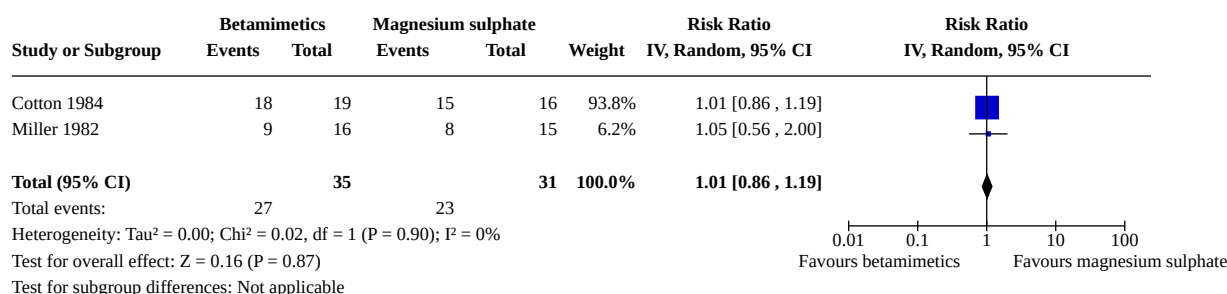 Betamimetics Magnesium sulphate Risk Ratio Risk Ratio
Study or Subgroup Events Total Events Total Weight IV, Random, 95% CI IV, Random, 95% CI
Cotton 1984 18 19 15 16 93.8% 1.01 [0.86 , 1.19]
Miller 1982 9 16 8 15 6.2% 1.05 [0.56 , 2.00]
Total (95% CI) 35 31 100.0% 1.01 [0.86 , 1.19]
Total events: 27 23
Heterogeneity: Tau² = 0.00; Chi² = 0.02, df = 1 (P = 0.90); I² = 0%
0.01 0.1 1 10 100
Test for overall effect: Z = 0.16 (P = 0.87) Favours betamimetics Favours magnesium sulphate
Test for subgroup differences: Not applicable